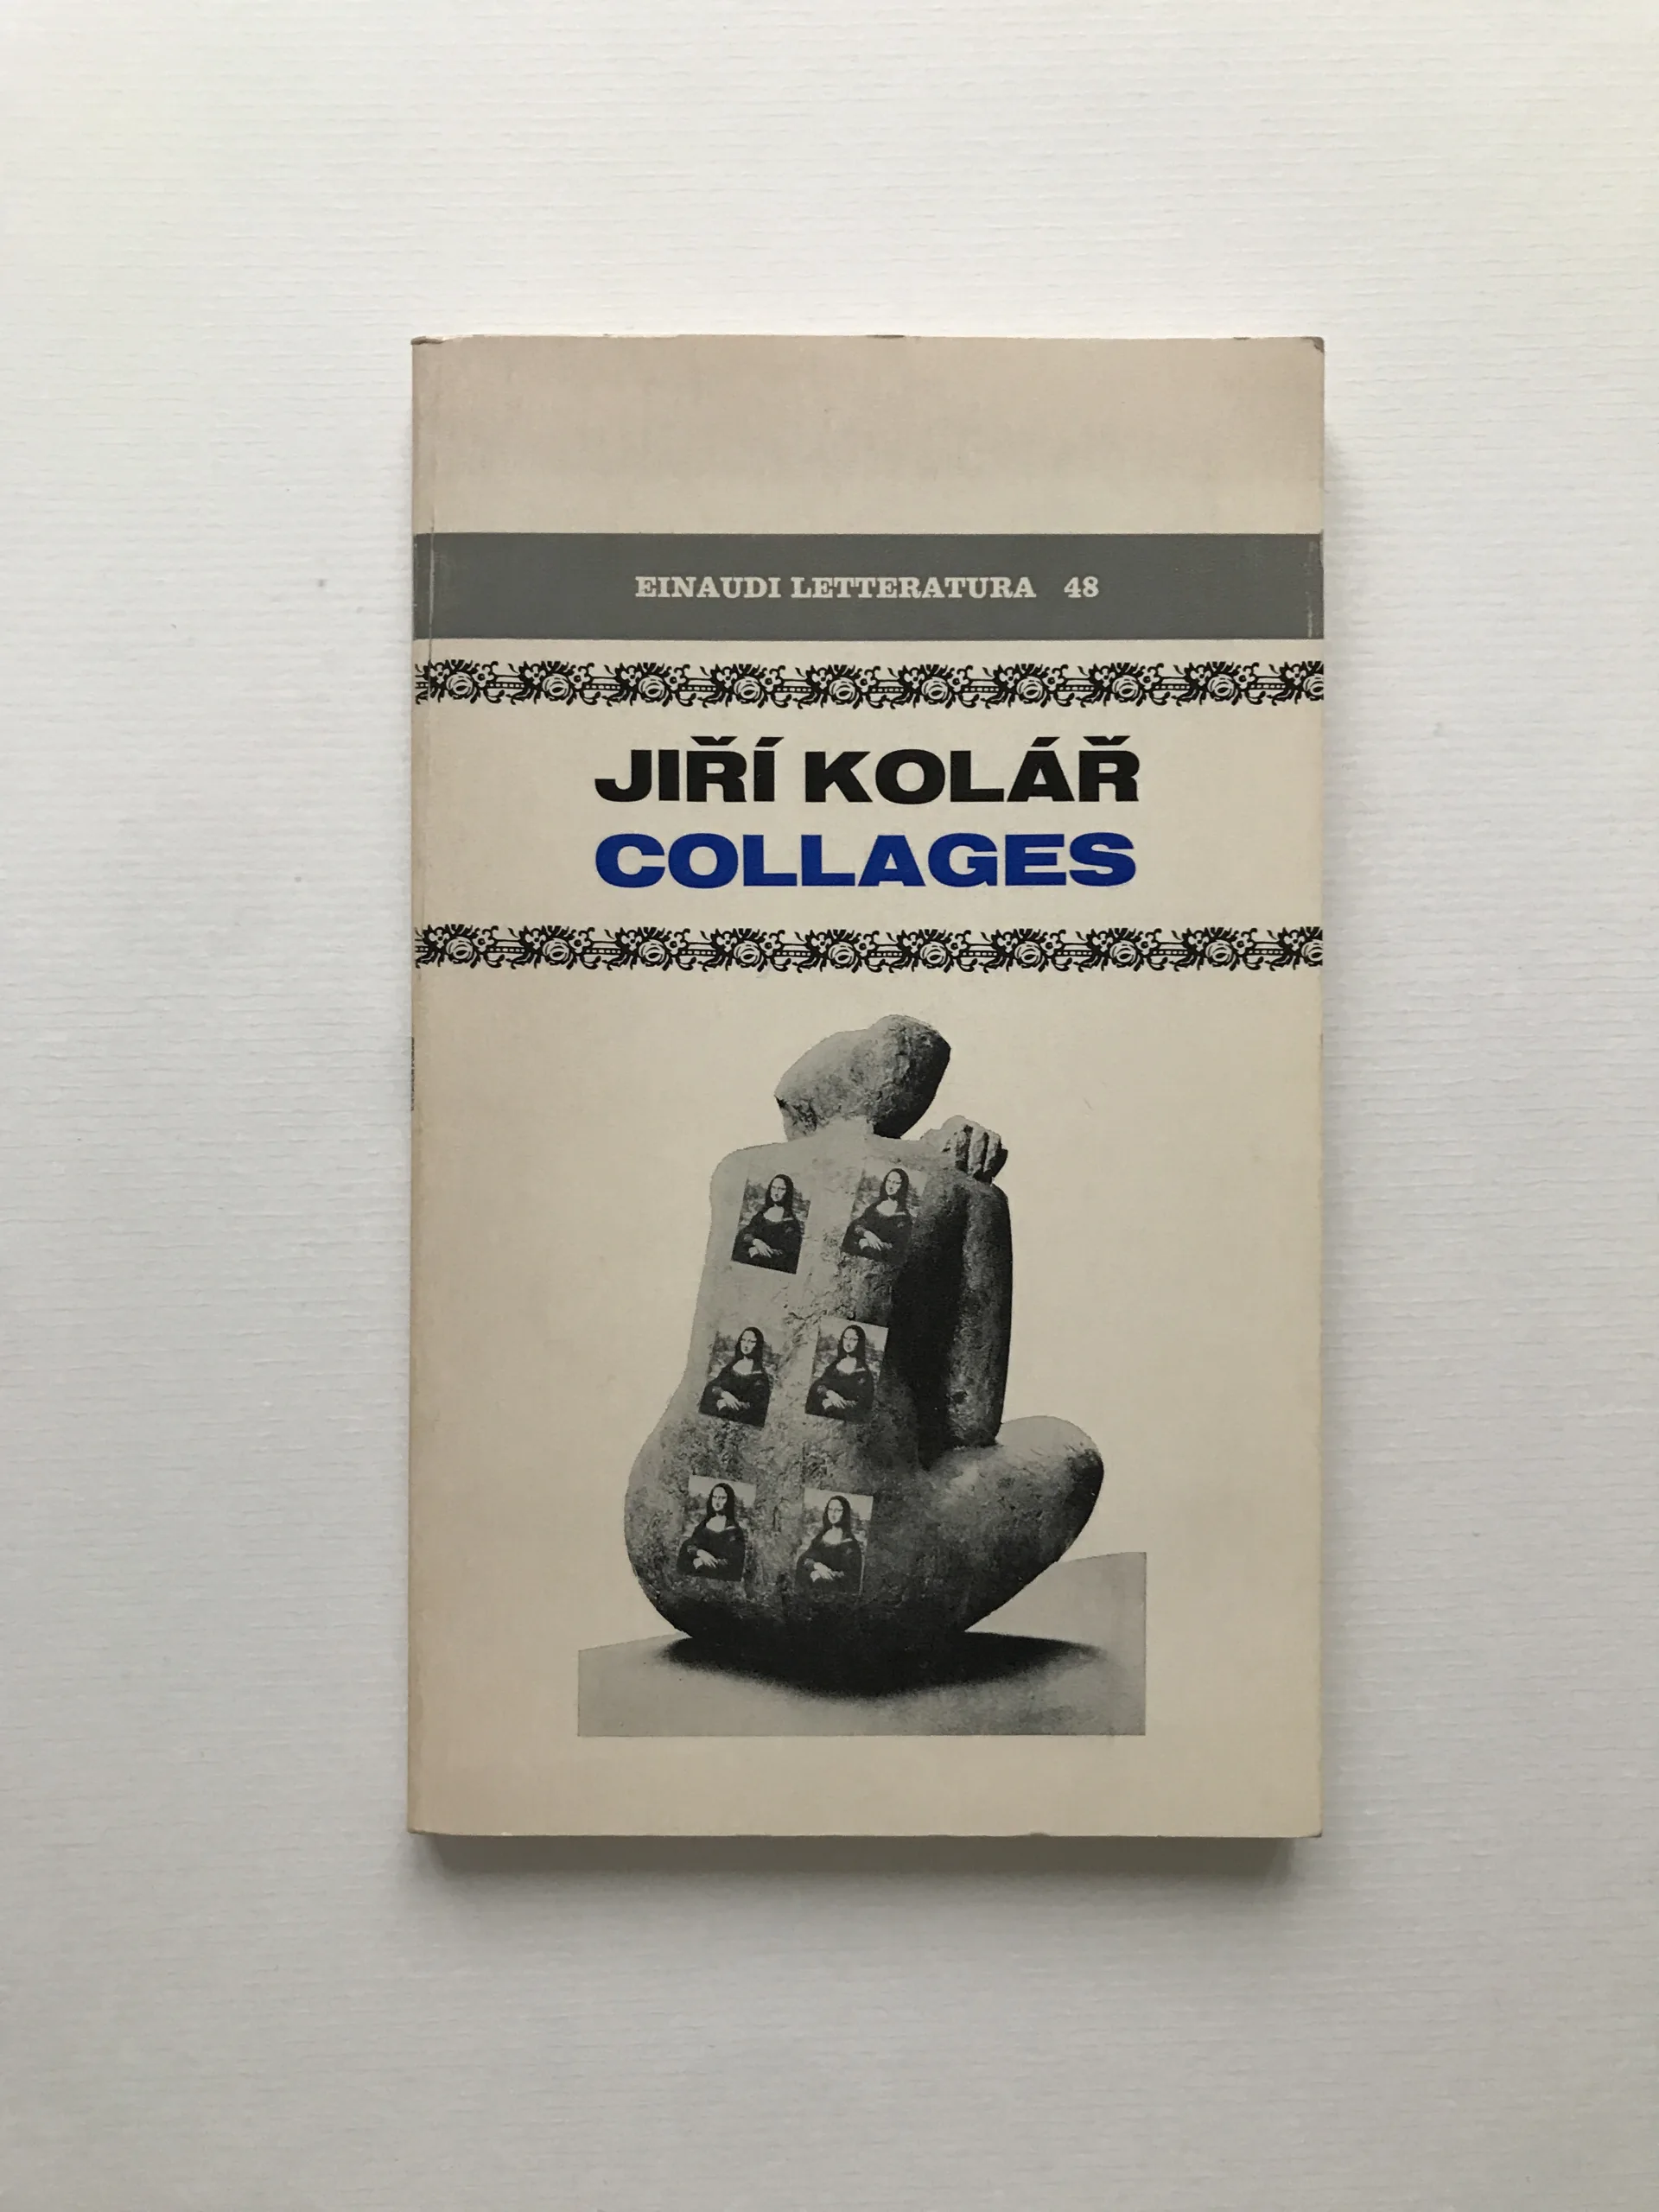 EINAUDI LETTERATURA 48
JIŘÍ KOLÁŘ
COLLAGES